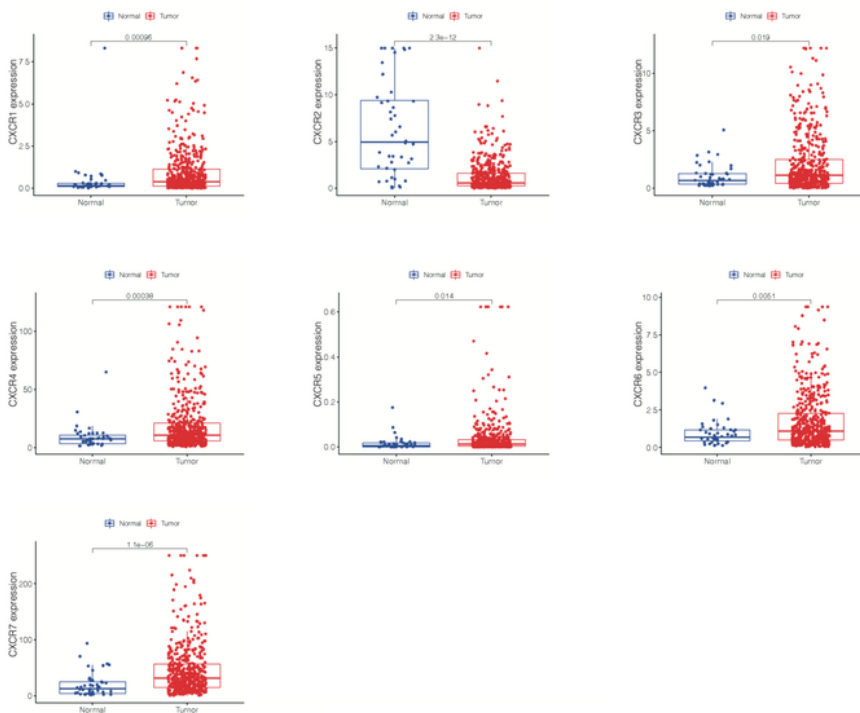 Normal Tumor
0.00096
CXCR1 expression
7.5
5.0
2.5
0.0
Normal Tumor
Normal Tumor
2.3e-12
CXCR2 expression
15
10
5
0
Normal Tumor
Normal Tumor
0.019
CXCR3 expression
10
5
0
Normal Tumor
Normal Tumor
0.00038
CXCR4 expression
100
50
0
Normal Tumor
Normal Tumor
0.014
CXCR5 expression
0.6
0.4
0.2
0.0
Normal Tumor
Normal Tumor
0.0051
CXCR6 expression
10.0
7.5
5.0
2.5
0.0
Normal Tumor
Normal Tumor
1.1e-06
CXCR7 expression
200
100
0
Normal Tumor